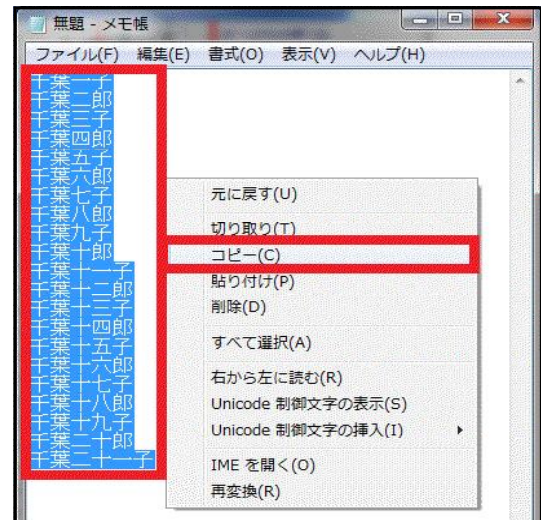 無題 - メモ帳
ファイル(F) 編集(E) 書式(O) 表示(V) ヘルプ(H)
千葉一子
千葉二郎
千葉三子
千葉四郎
千葉五子
千葉六郎
千葉七子
千葉八郎
千葉九子
千葉十郎
千葉十一子
千葉十二郎
千葉十三子
千葉十四郎
千葉十五子
千葉十六郎
千葉十七子
千葉十八郎
千葉十九子
千葉二十郎
千葉二十一子
元に戻す(U)
切り取り(T)
コピー(C)
貼り付け(P)
削除(D)
すべて選択(A)
右から左に読む(R)
Unicode 制御文字の表示(S)
Unicode 制御文字の挿入(I)
IME を開く(O)
再変換(R)